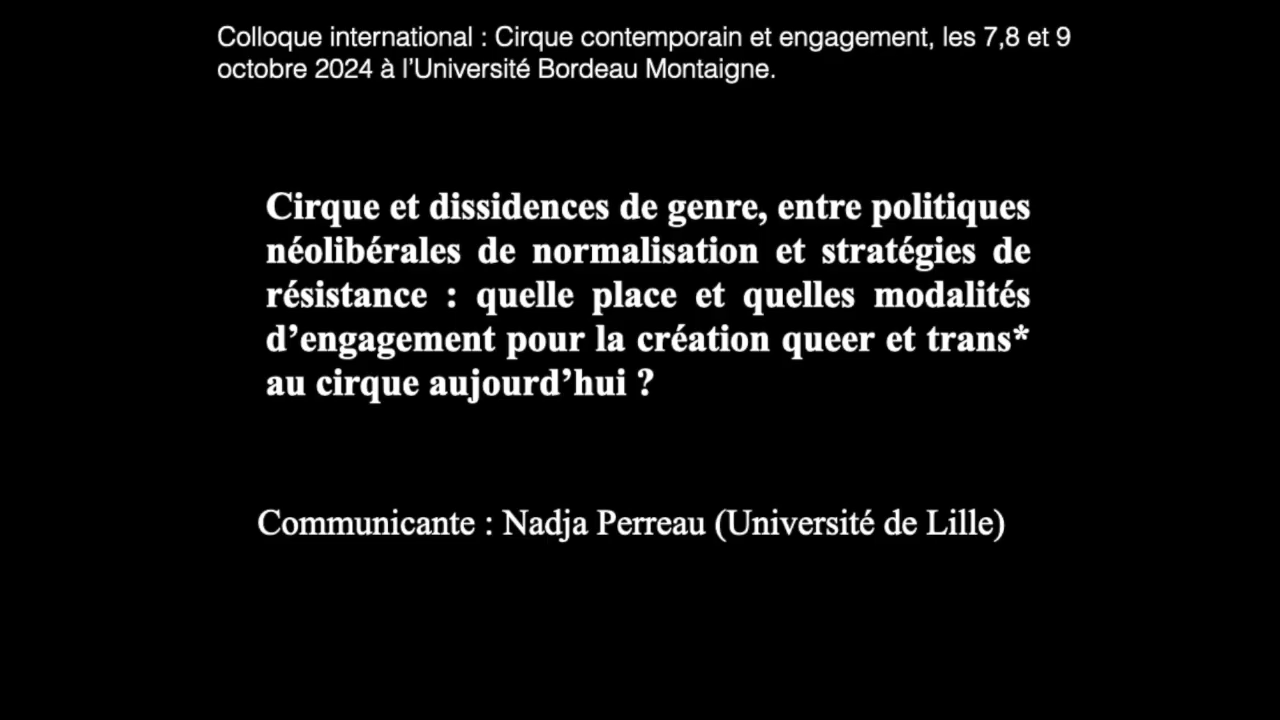 Colloque international : Cirque contemporain et engagement, les 7,8 et 9
octobre 2024 à l’Université Bordeau Montaigne.
Cirque et dissidences de genre, entre politiques
néolibérales de normalisation et stratégies de
résistance : quelle place et quelles modalités
d’engagement pour la création queer et trans*
au cirque aujourd’hui ?
Communicante : Nadja Perreau (Université de Lille)